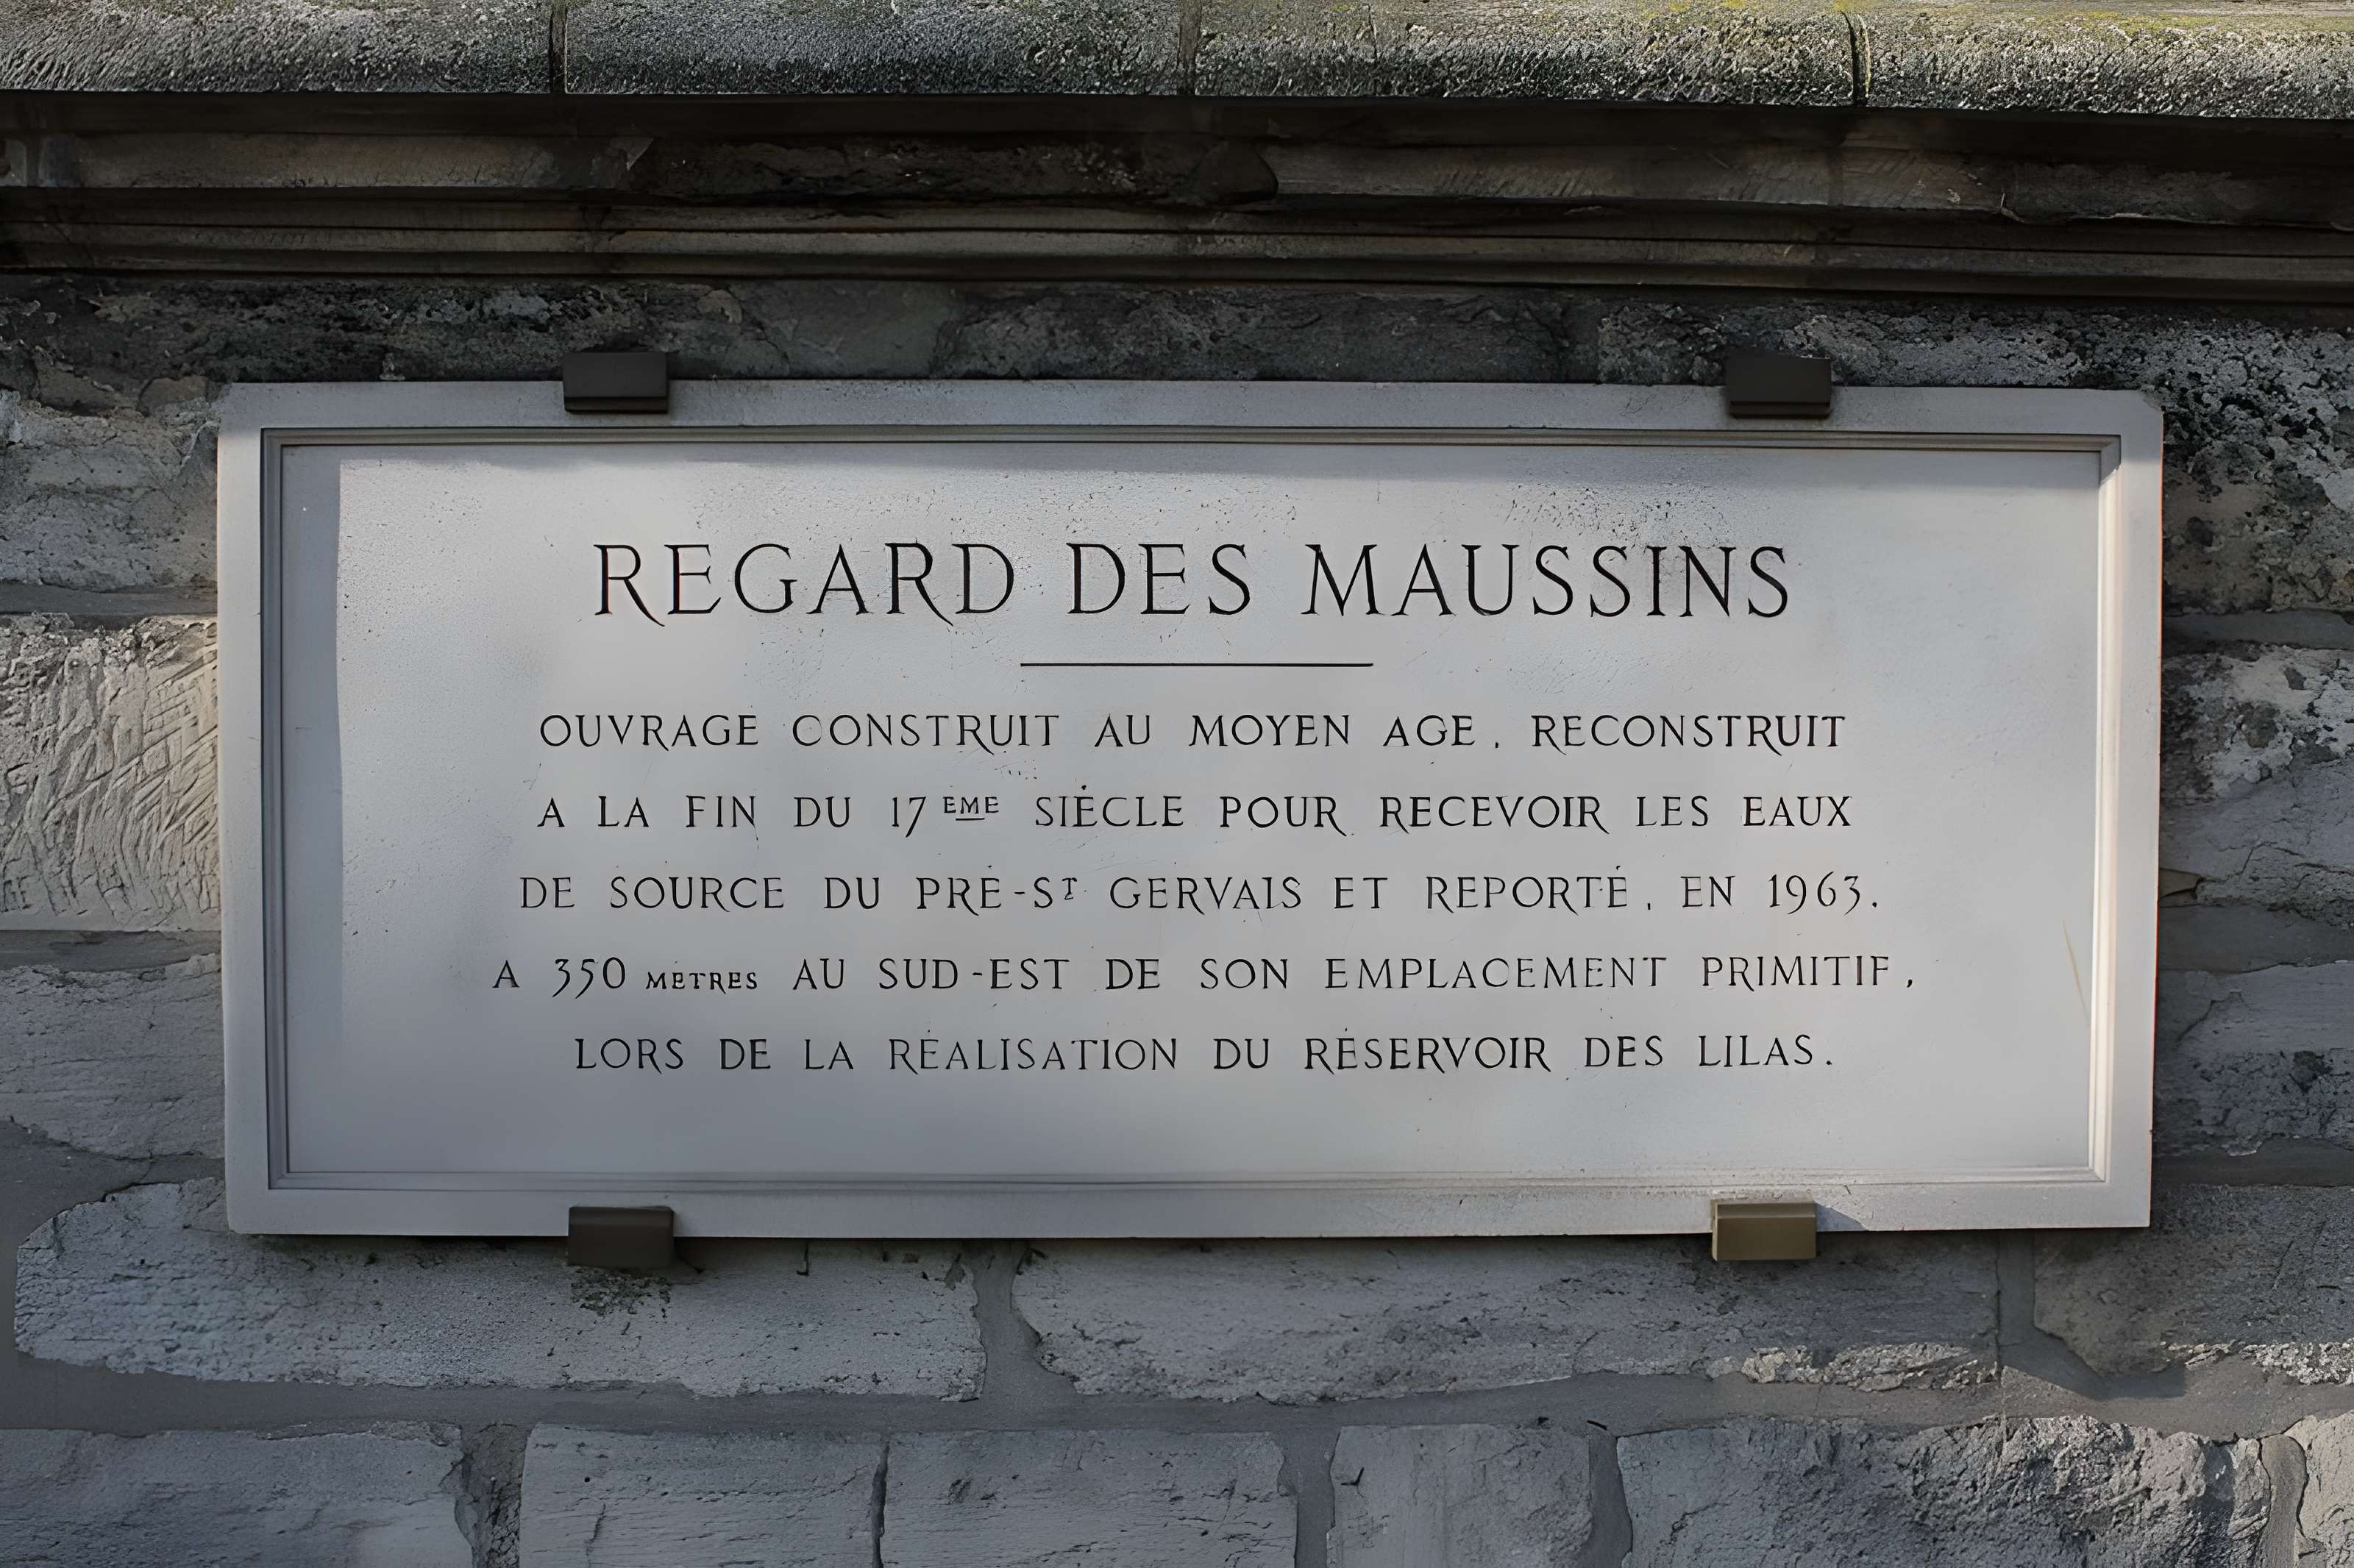 REGARD DES MAUSSINS
OUVRAGE CONSTRUIT AU MOYEN AGE, RECONSTRUIT
A LA FIN DU 17EME SIÈCLE POUR RECEVOIR LES EAUX
DE SOURCE DU PRÉ-ST GERVAIS ET REPORTÉ, EN 1963.
A 350 MÈTRES AU SUD-EST DE SON EMPLACEMENT PRIMITIF,
LORS DE LA RÉALISATION DU RÉSERVOIR DES LILAS.